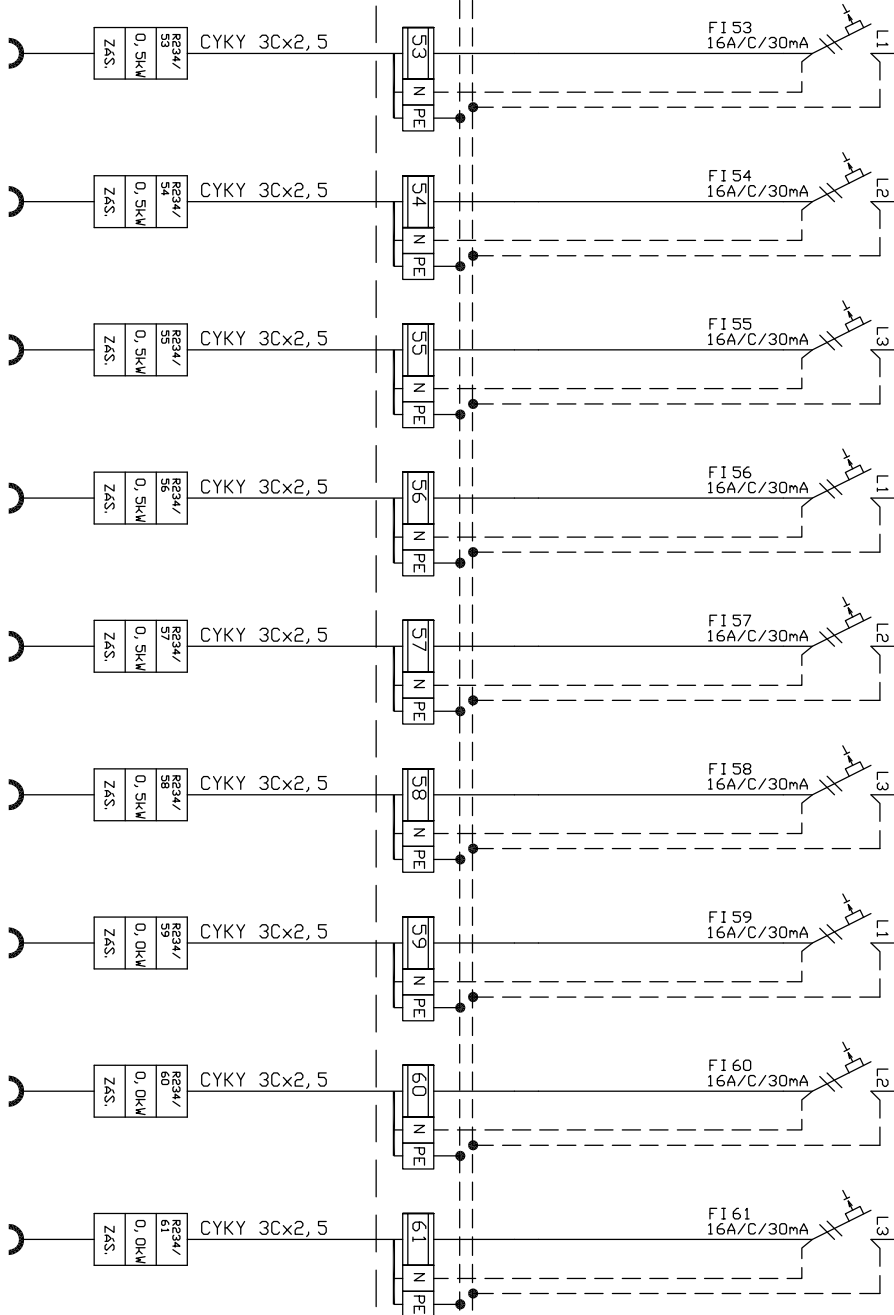 FI53
16A/C/30mA
L1
53
N
PE
CYKY 3Cx2,5
R234/
53
0,5kW
ZÁS.
FI54
16A/C/30mA
L2
54
N
PE
CYKY 3Cx2,5
R234/
54
0,5kW
ZÁS.
FI55
16A/C/30mA
L3
55
N
PE
CYKY 3Cx2,5
R234/
55
0,5kW
ZÁS.
FI56
16A/C/30mA
L1
56
N
PE
CYKY 3Cx2,5
R234/
56
0,5kW
ZÁS.
FI57
16A/C/30mA
L2
57
N
PE
CYKY 3Cx2,5
R234/
57
0,5kW
ZÁS.
FI58
16A/C/30mA
L3
58
N
PE
CYKY 3Cx2,5
R234/
58
0,5kW
ZÁS.
FI59
16A/C/30mA
L1
59
N
PE
CYKY 3Cx2,5
R234/
59
0,0kW
ZÁS.
FI60
16A/C/30mA
L2
60
N
PE
CYKY 3Cx2,5
R234/
60
0,0kW
ZÁS.
FI61
16A/C/30mA
L3
61
N
PE
CYKY 3Cx2,5
R234/
61
0,0kW
ZÁS.